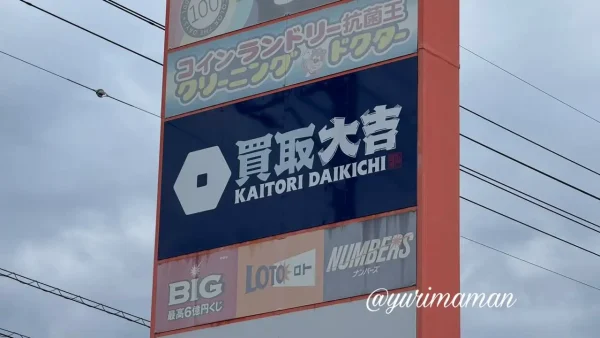 100
コインランドリー抗菌王
クリーニングドクター
買取大吉
KAITORI DAIKICHI
BIG
最高6億円くじ
LOTO ロト
NUMBERS
ナンバーズ
@yurimaman